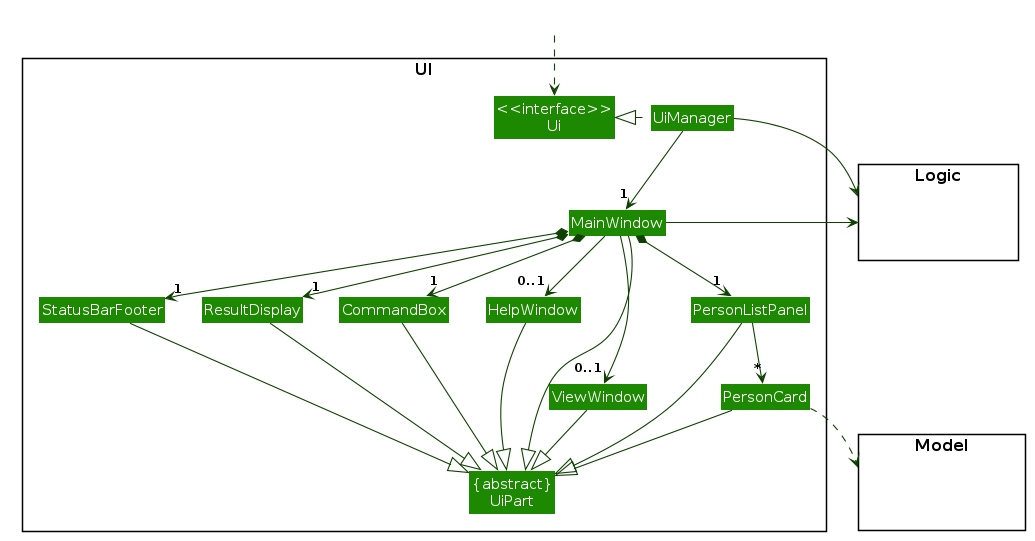 UI
<<interface>>
Ui
UiManager
Logic
1
MainWindow
1
1
1
0..1
1
StatusBarFooter
ResultDisplay
CommandBox
HelpWindow
PersonListPanel
0..1
*
ViewWindow
PersonCard
Model
{abstract}
UiPart